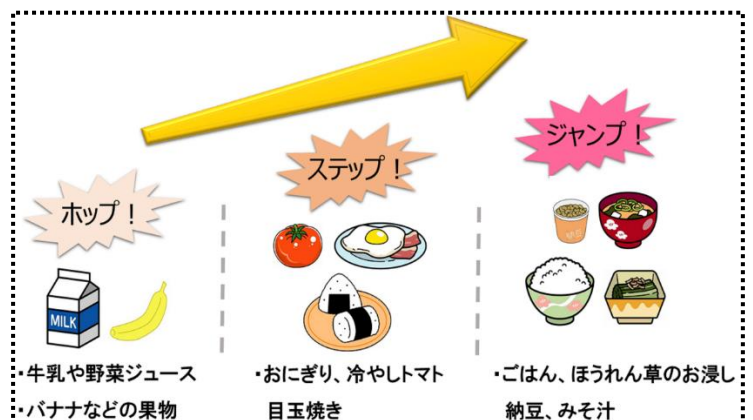 ホップ！
ステップ！
ジャンプ！
MILK
・牛乳や野菜ジュース
・バナナなどの果物
・おにぎり、冷やしトマト
目玉焼き
・ごはん、ほうれん草のお浸し
納豆、みそ汁